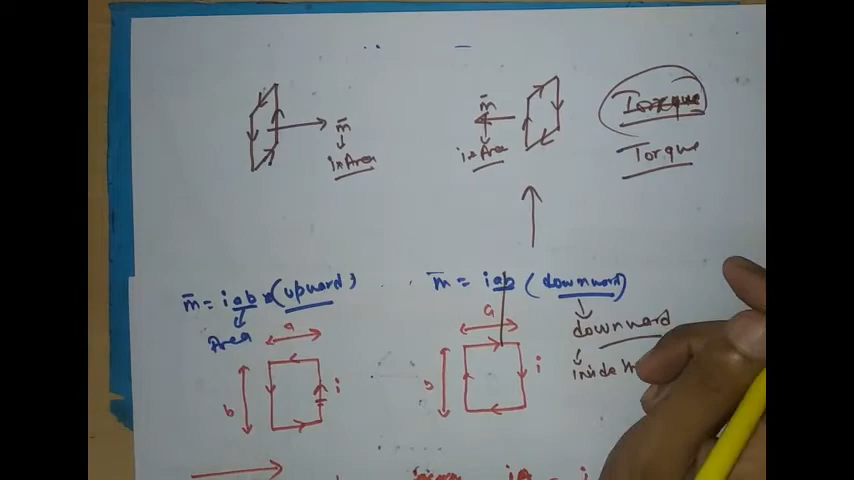 m̄
i×Area
m̄
i×Area
Torque
Torque
m̄ = iab (upward)
Area
m̄ = iab (downward)
downward
inside
a
b
i
a
b
i